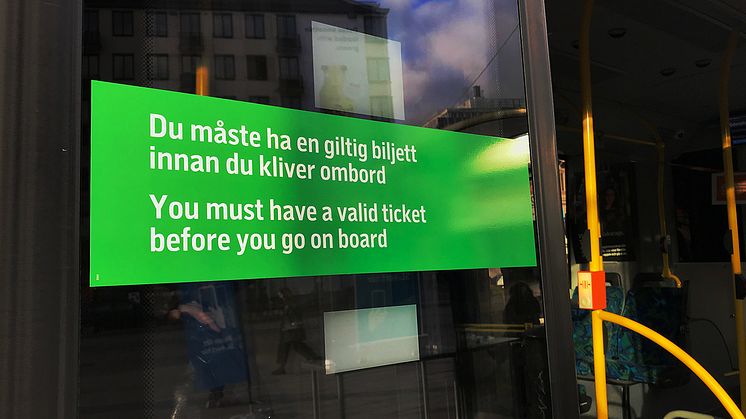 Du måste ha en giltig biljett
innan du kliver ombord
You must have a valid ticket
before you go on board